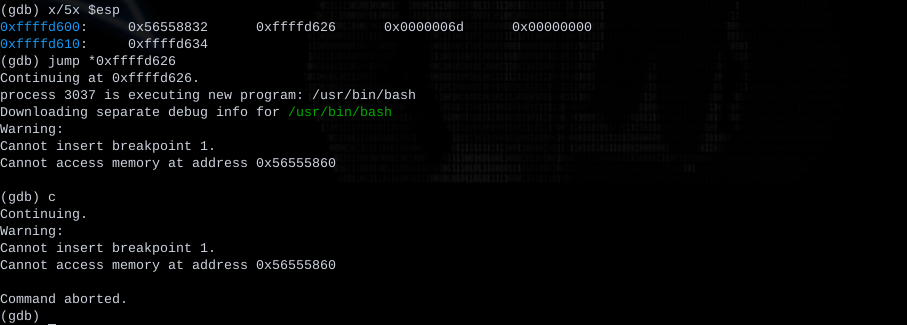 (gdb) x/5x $esp
0xffffd600:     0x56558832      0xffffd626      0x0000006d      0x00000000
0xffffd610:     0xffffd634
(gdb) jump *0xffffd626
Continuing at 0xffffd626.
process 3037 is executing new program: /usr/bin/bash
Downloading separate debug info for /usr/bin/bash
Warning:
Cannot insert breakpoint 1.
Cannot access memory at address 0x56555860

(gdb) c
Continuing.
Warning:
Cannot insert breakpoint 1.
Cannot access memory at address 0x56555860

Command aborted.
(gdb)